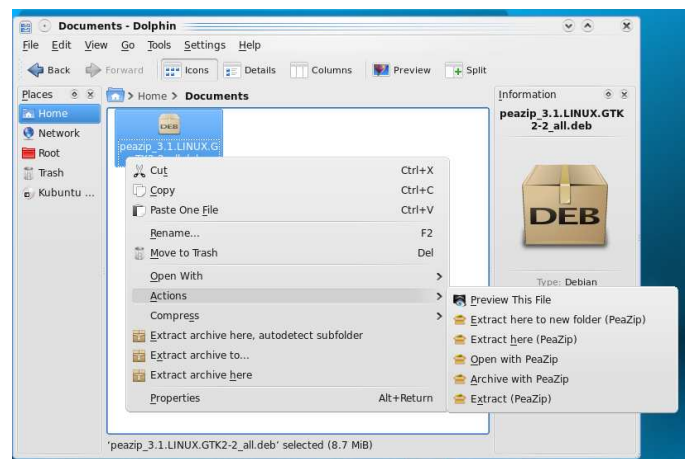 Documents - Dolphin
File Edit View Go Tools Settings Help
Back Forward Icons Details Columns Preview Split
Places
Home
Network
Root
Trash
Kubuntu ...
> Home > Documents
DEB
peazip_3.1.LINUX.G
Cut Ctrl+X
Copy Ctrl+C
Paste One File Ctrl+V
Rename... F2
Move to Trash Del
Open With
Actions
Compress
Extract archive here, autodetect subfolder
Extract archive to...
Extract archive here
Properties Alt+Return
Preview This File
Extract here to new folder (PeaZip)
Extract here (PeaZip)
Open with PeaZip
Archive with PeaZip
Extract (PeaZip)
Information
peazip_3.1.LINUX.GTK
2-2_all.deb
DEB
Type: Debian
'peazip_3.1.LINUX.GTK2-2_all.deb' selected (8.7 MiB)